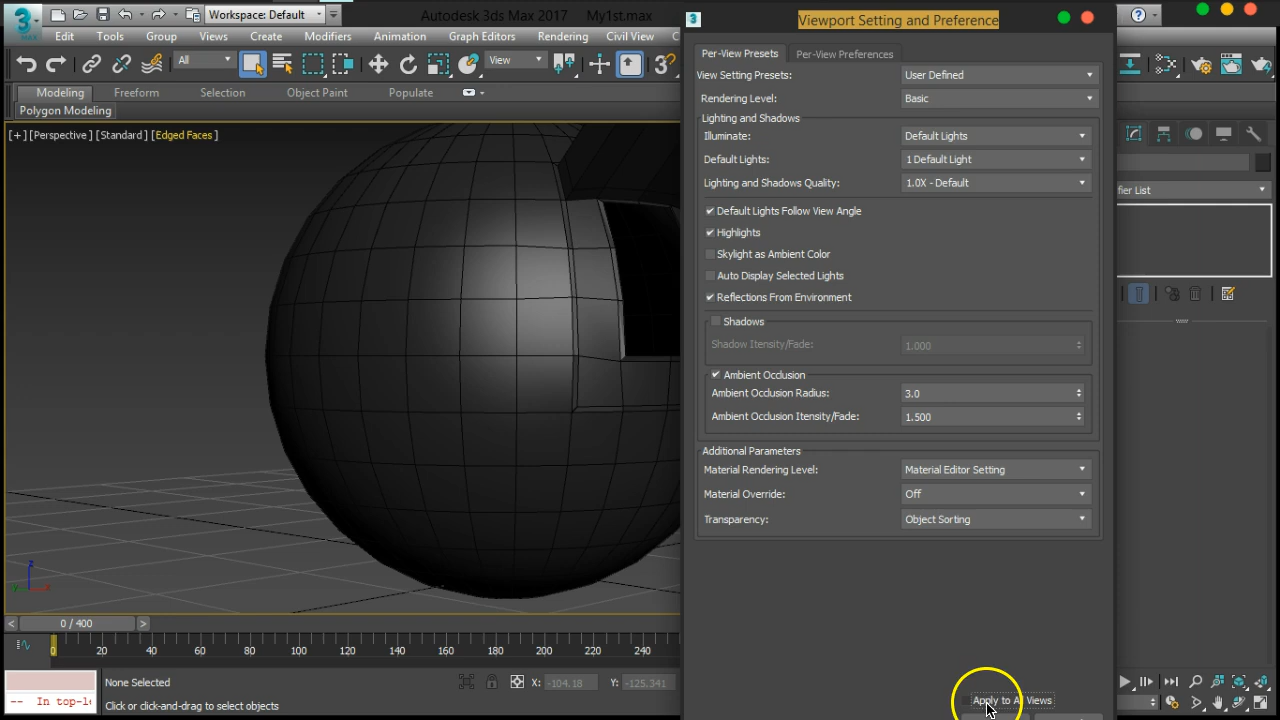 3
MAX
Workspace: Default
Autodesk 3ds Max 2017 My1st.max
Edit Tools Group Views Create Modifiers Animation Graph Editors Rendering Civil View
All
View
Modeling Freeform Selection Object Paint Populate
Polygon Modeling
[+] [Perspective] [Standard] [Edged Faces]
0 / 400
0 20 40 60 80 100 120 140 160 180 200 220 240
None Selected
X: -104.18 Y: -125.341
-- In top-le
Click or click-and-drag to select objects
3
Viewport Setting and Preference
Per-View Presets Per-View Preferences
View Setting Presets: User Defined
Rendering Level: Basic
Lighting and Shadows
Illuminate: Default Lights
Default Lights: 1 Default Light
Lighting and Shadows Quality: 1.0X - Default
Default Lights Follow View Angle
Highlights
Skylight as Ambient Color
Auto Display Selected Lights
Reflections From Environment
Shadows
Shadow Itensity/Fade: 1.000
Ambient Occlusion
Ambient Occlusion Radius: 3.0
Ambient Occlusion Itensity/Fade: 1.500
Additional Parameters
Material Rendering Level: Material Editor Setting
Material Override: Off
Transparency: Object Sorting
Apply to All Views
fier List